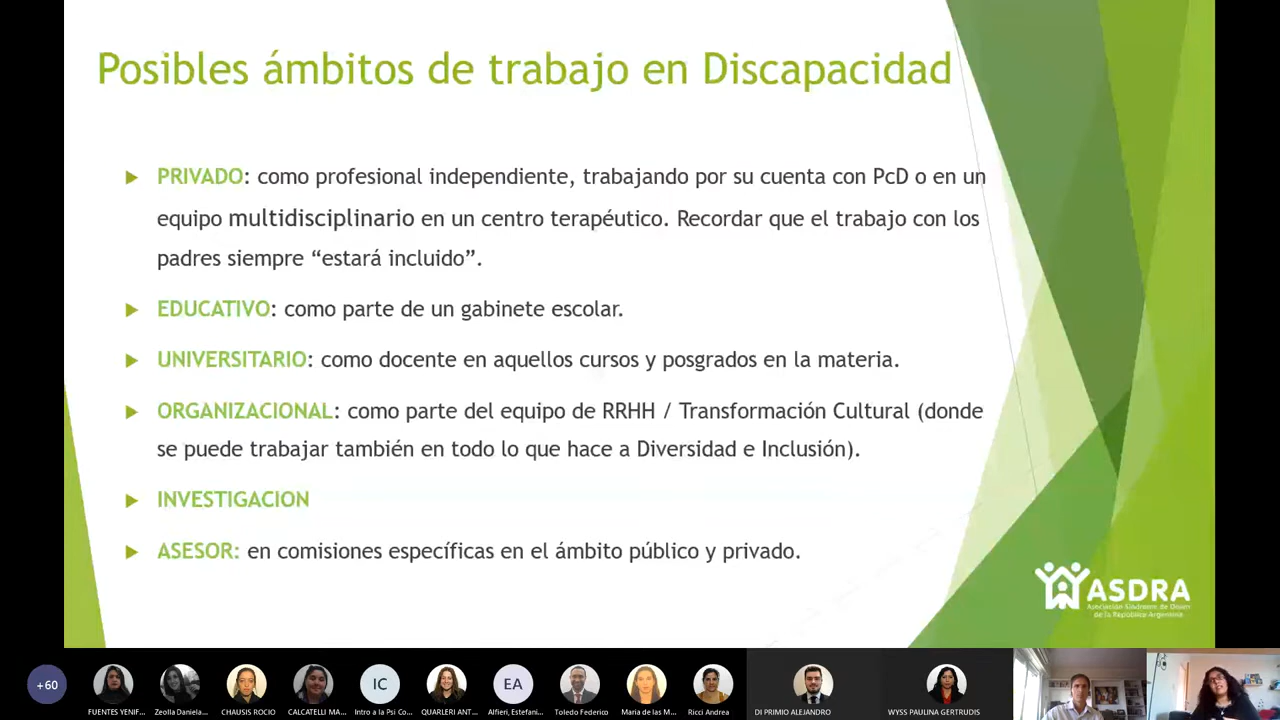 Posibles ámbitos de trabajo en Discapacidad
PRIVADO: como profesional independiente, trabajando por su cuenta con PcD o en un
equipo multidisciplinario en un centro terapéutico. Recordar que el trabajo con los
padres siempre “estará incluido”.
EDUCATIVO: como parte de un gabinete escolar.
UNIVERSITARIO: como docente en aquellos cursos y posgrados en la materia.
ORGANIZACIONAL: como parte del equipo de RRHH / Transformación Cultural (donde
se puede trabajar también en todo lo que hace a Diversidad e Inclusión).
INVESTIGACION
ASESOR: en comisiones específicas en el ámbito público y privado.
ASDRA
Asociación Síndrome de Down
de la República Argentina
+60
IC
EA
FUENTES YENIF...
Zeolla Daniela...
CHAUSIS ROCIO
CALCATELLI MA...
Intro a la Psi Co...
QUARLERI ANT...
Alfieri, Estefaní...
Toledo Federico
Maria de las M...
Ricci Andrea
DI PRIMIO ALEJANDRO
WYSS PAULINA GERTRUDIS